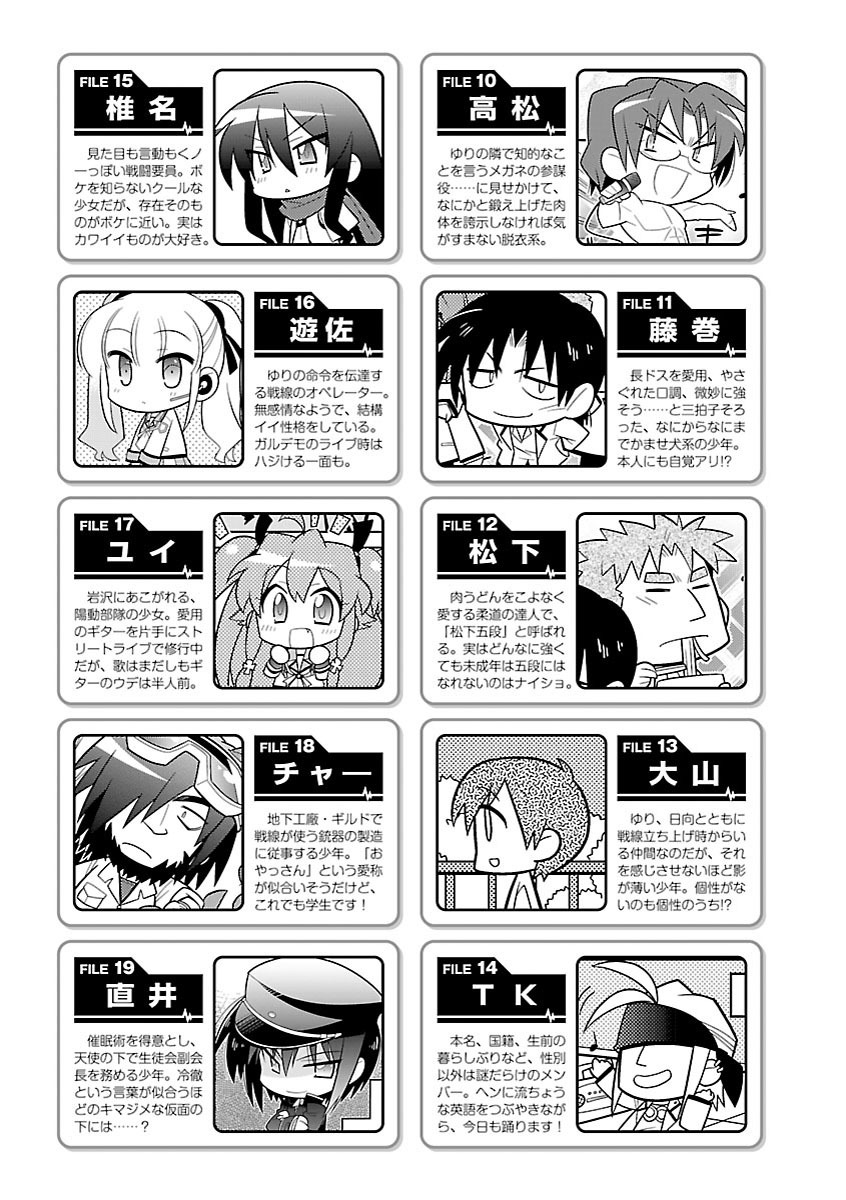 FILE 10
高松
ゆりの隣で知的なこ
とを言うメガネの参謀
役……に見せかけて、
なにかと鍛え上げた肉
体を誇示しなければ気
がすまない脱衣系。
キ
FILE 11
藤巻
長ドスを愛用、やさ
ぐれた口調、微妙に強
そう……と三拍子そろ
った、なにからなにま
でかませ犬系の少年。
本人にも自覚アリ!?
FILE 12
松下
肉うどんをこよなく
愛する柔道の達人で、
「松下五段」と呼ばれ
る。実はどんなに強く
ても未成年は五段には
なれないのはナイショ。
FILE 13
大山
ゆり、日向とともに
戦線立ち上げ時からい
る仲間なのだが、それ
を感じさせないほど影
が薄い少年。個性がな
いのも個性のうち!?
FILE 14
TK
本名、国籍、生前の
暮らしぶりなど、性別
以外は謎だらけのメン
バー。ヘンに流ちょう
な英語をつぶやきなが
ら、今日も踊ります！
FILE 15
椎名
見た目も言動もくノ
一っぽい戦闘要員。ボ
ケを知らないクールな
少女だが、存在そのも
のがボケに近い。実は
カワイイものが大好き。
FILE 16
遊佐
ゆりの命令を伝達す
る戦線のオペレーター。
無感情なようで、結構
イイ性格をしている。
ガルデモのライブ時は
ハジける一面も。
FILE 17
ユイ
岩沢にあこがれる、
陽動部隊の少女。愛用
のギターを片手にスト
リートライブで修行中
だが、歌はまだしもギ
ターのウデは半人前。
FILE 18
チャー
地下工廠・ギルドで
戦線が使う銃器の製造
に従事する少年。「お
やっさん」という愛称
が似合いそうだけど、
これでも学生です！
FILE 19
直井
催眠術を得意とし、
天使の下で生徒会副会
長を務める少年。冷徹
という言葉が似合うほ
どのキマジメな仮面の
下には……？